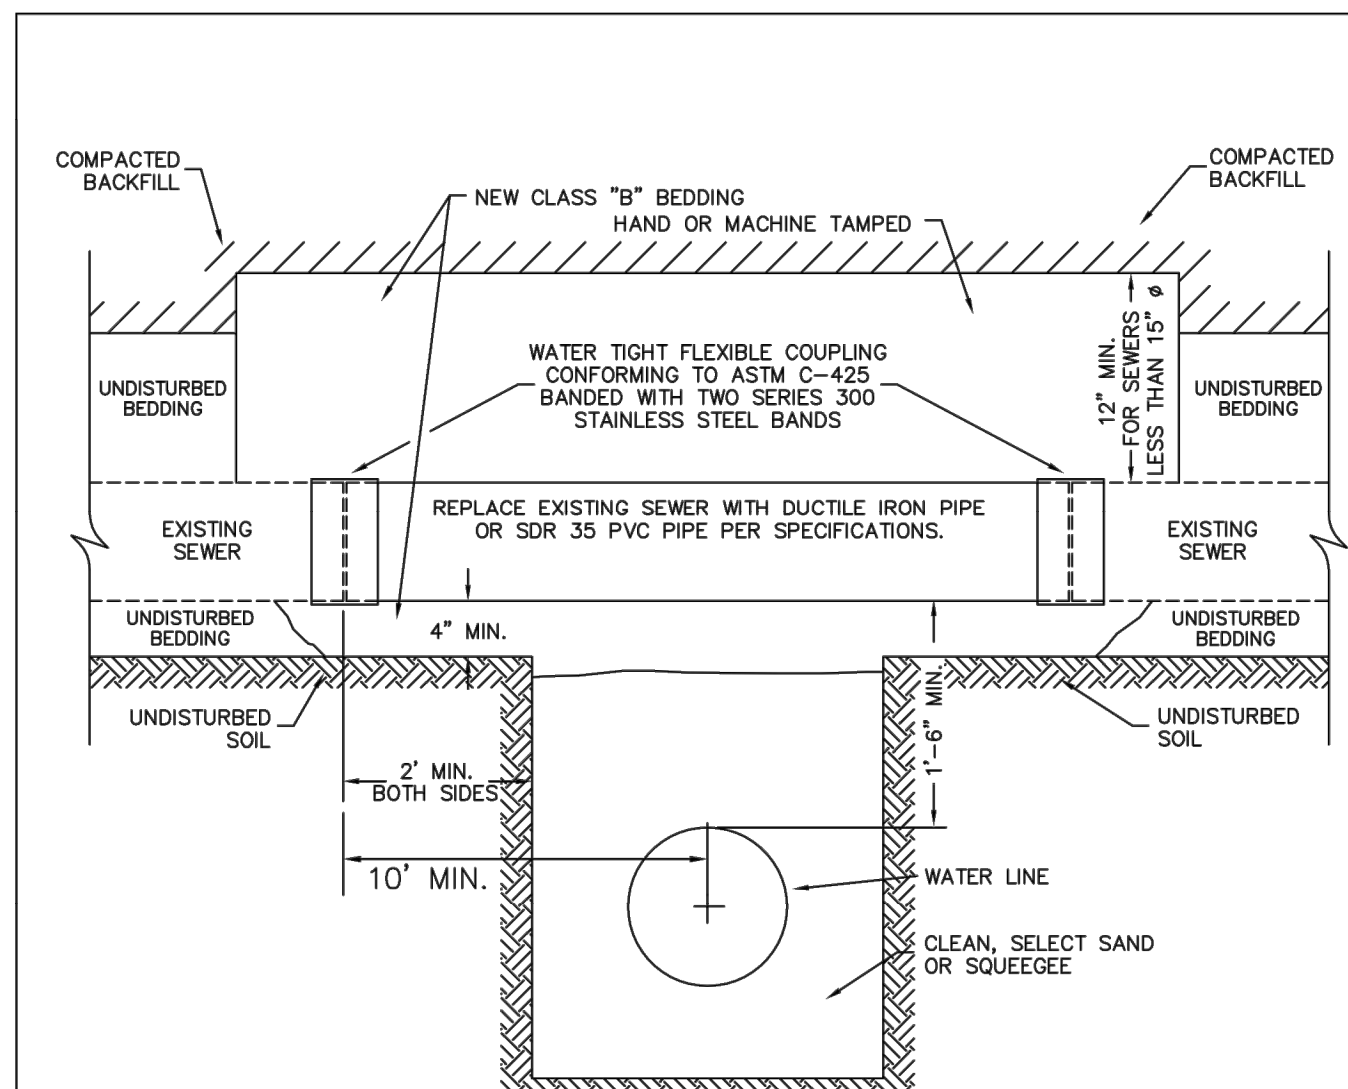 COMPACTED
BACKFILL
COMPACTED
BACKFILL
NEW CLASS "B" BEDDING
HAND OR MACHINE TAMPED
12" MIN.
FOR SEWERS
LESS THAN 15" ø
WATER TIGHT FLEXIBLE COUPLING
CONFORMING TO ASTM C-425
BANDED WITH TWO SERIES 300
STAINLESS STEEL BANDS
UNDISTURBED
BEDDING
UNDISTURBED
BEDDING
REPLACE EXISTING SEWER WITH DUCTILE IRON PIPE
OR SDR 35 PVC PIPE PER SPECIFICATIONS.
EXISTING
SEWER
EXISTING
SEWER
UNDISTURBED
BEDDING
4" MIN.
UNDISTURBED
BEDDING
UNDISTURBED
SOIL
1'-6" MIN.
UNDISTURBED
SOIL
2' MIN.
BOTH SIDES
10' MIN.
WATER LINE
CLEAN, SELECT SAND
OR SQUEEGEE